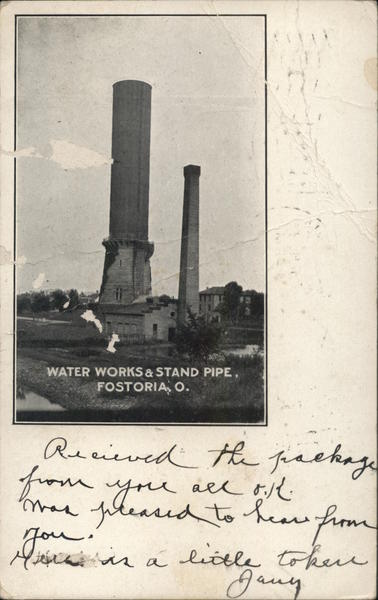 WATER WORKS & STAND PIPE,
FOSTORIA, O.
Recieved the package
from you all O.K.
Was pleased to hear from
you.
is a little token